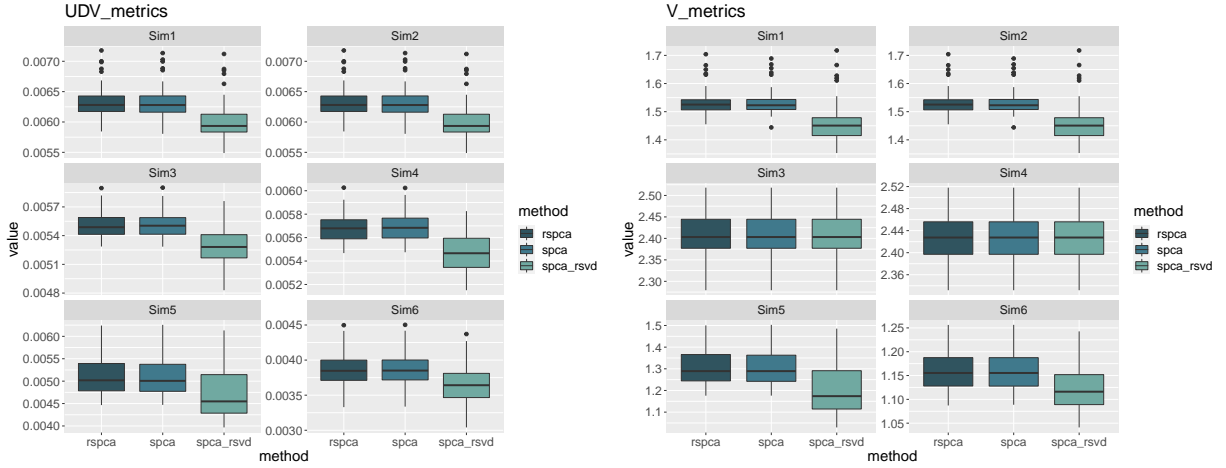 UDV_metrics
Sim1
Sim2
0.0070
0.0065
0.0060
0.0055
0.0070
0.0065
0.0060
0.0055
Sim3
Sim4
0.0057
0.0054
0.0051
0.0048
0.0060
0.0058
0.0056
0.0054
0.0052
Sim5
Sim6
0.0060
0.0055
0.0050
0.0045
0.0040
0.0045
0.0040
0.0035
0.0030
rspca
spca
spca_rsvd
rspca
spca
spca_rsvd
method
value
method
rspca
spca
spca_rsvd
V_metrics
Sim1
Sim2
1.7
1.6
1.5
1.4
1.7
1.6
1.5
1.4
Sim3
Sim4
2.50
2.45
2.40
2.35
2.30
2.52
2.48
2.44
2.40
2.36
Sim5
Sim6
1.5
1.4
1.3
1.2
1.1
1.25
1.20
1.15
1.10
1.05
rspca
spca
spca_rsvd
rspca
spca
spca_rsvd
method
value
method
rspca
spca
spca_rsvd